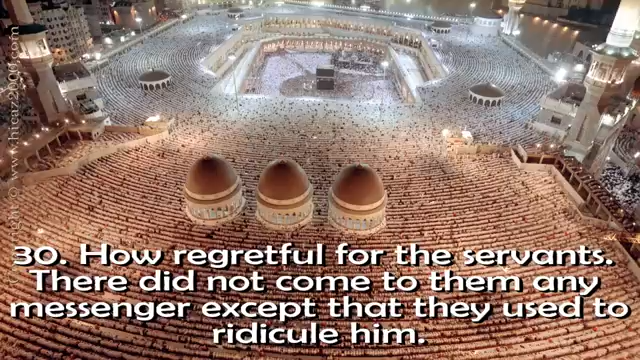 30. How regretful for the servants.
There did not come to them any
messenger except that they used to
ridicule him.